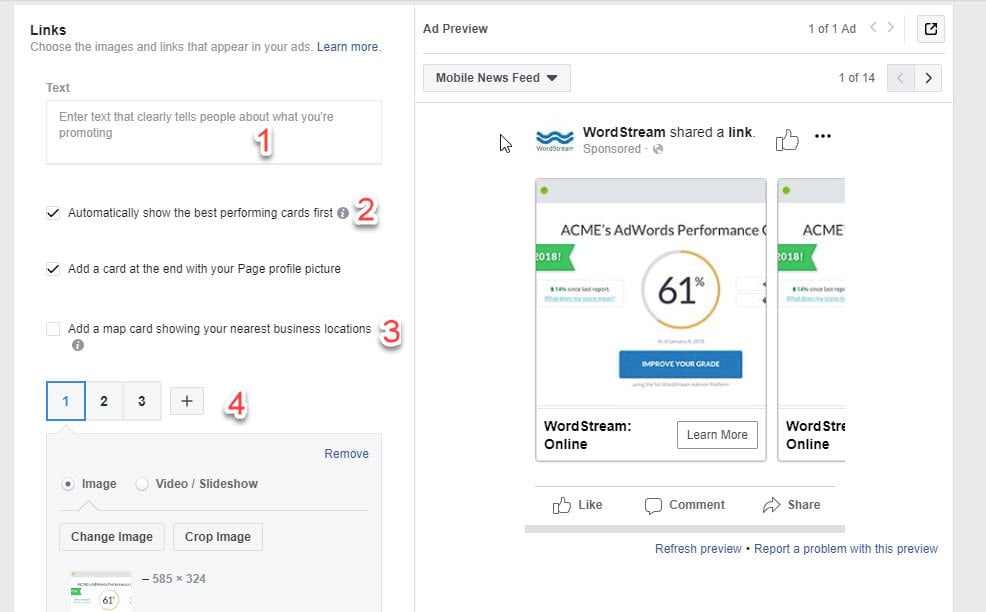 Links
Choose the images and links that appear in your ads. Learn more.
Text
Enter text that clearly tells people about what you're
promoting
1
Automatically show the best performing cards first
2
Add a card at the end with your Page profile picture
Add a map card showing your nearest business locations
3
1 2 3 +
4
Remove
Image
Video / Slideshow
Change Image
Crop Image
– 585 × 324
ACME's AdWords Performance
61
Ad Preview
1 of 1 Ad
Mobile News Feed
1 of 14
WordStream shared a link.
WordStream
Sponsored ·
ACME's AdWords Performance
2018!
61%
14% since last report.
What does my score mean?
As of January 8, 2018
IMPROVE YOUR GRADE
using the full WordStream Advisor Platform
WordStream:
Online
Learn More
ACME
2018!
14% since last repo
What does my score mean?
WordStre
Online
Like
Comment
Share
Refresh preview • Report a problem with this preview